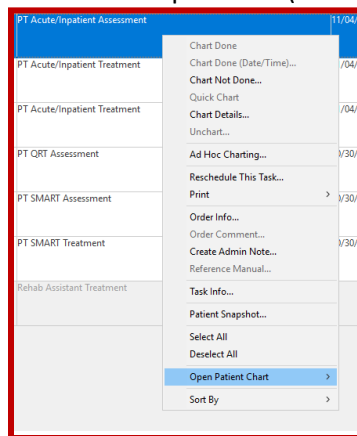 PT Acute/Inpatient Assessment 11/04/
Chart Done
PT Acute/Inpatient Treatment Chart Done (Date/Time)... /04/
Chart Not Done...
Quick Chart
PT Acute/Inpatient Treatment Chart Details... /04/
Unchart...
PT QRT Assessment Ad Hoc Charting... /30/
Reschedule This Task...
PT SMART Assessment Print > /30/
Order Info...
Order Comment...
PT SMART Treatment Create Admin Note... /30/
Reference Manual...
Rehab Assistant Treatment Task Info...
Patient Snapshot...
Select All
Deselect All
Open Patient Chart >
Sort By >